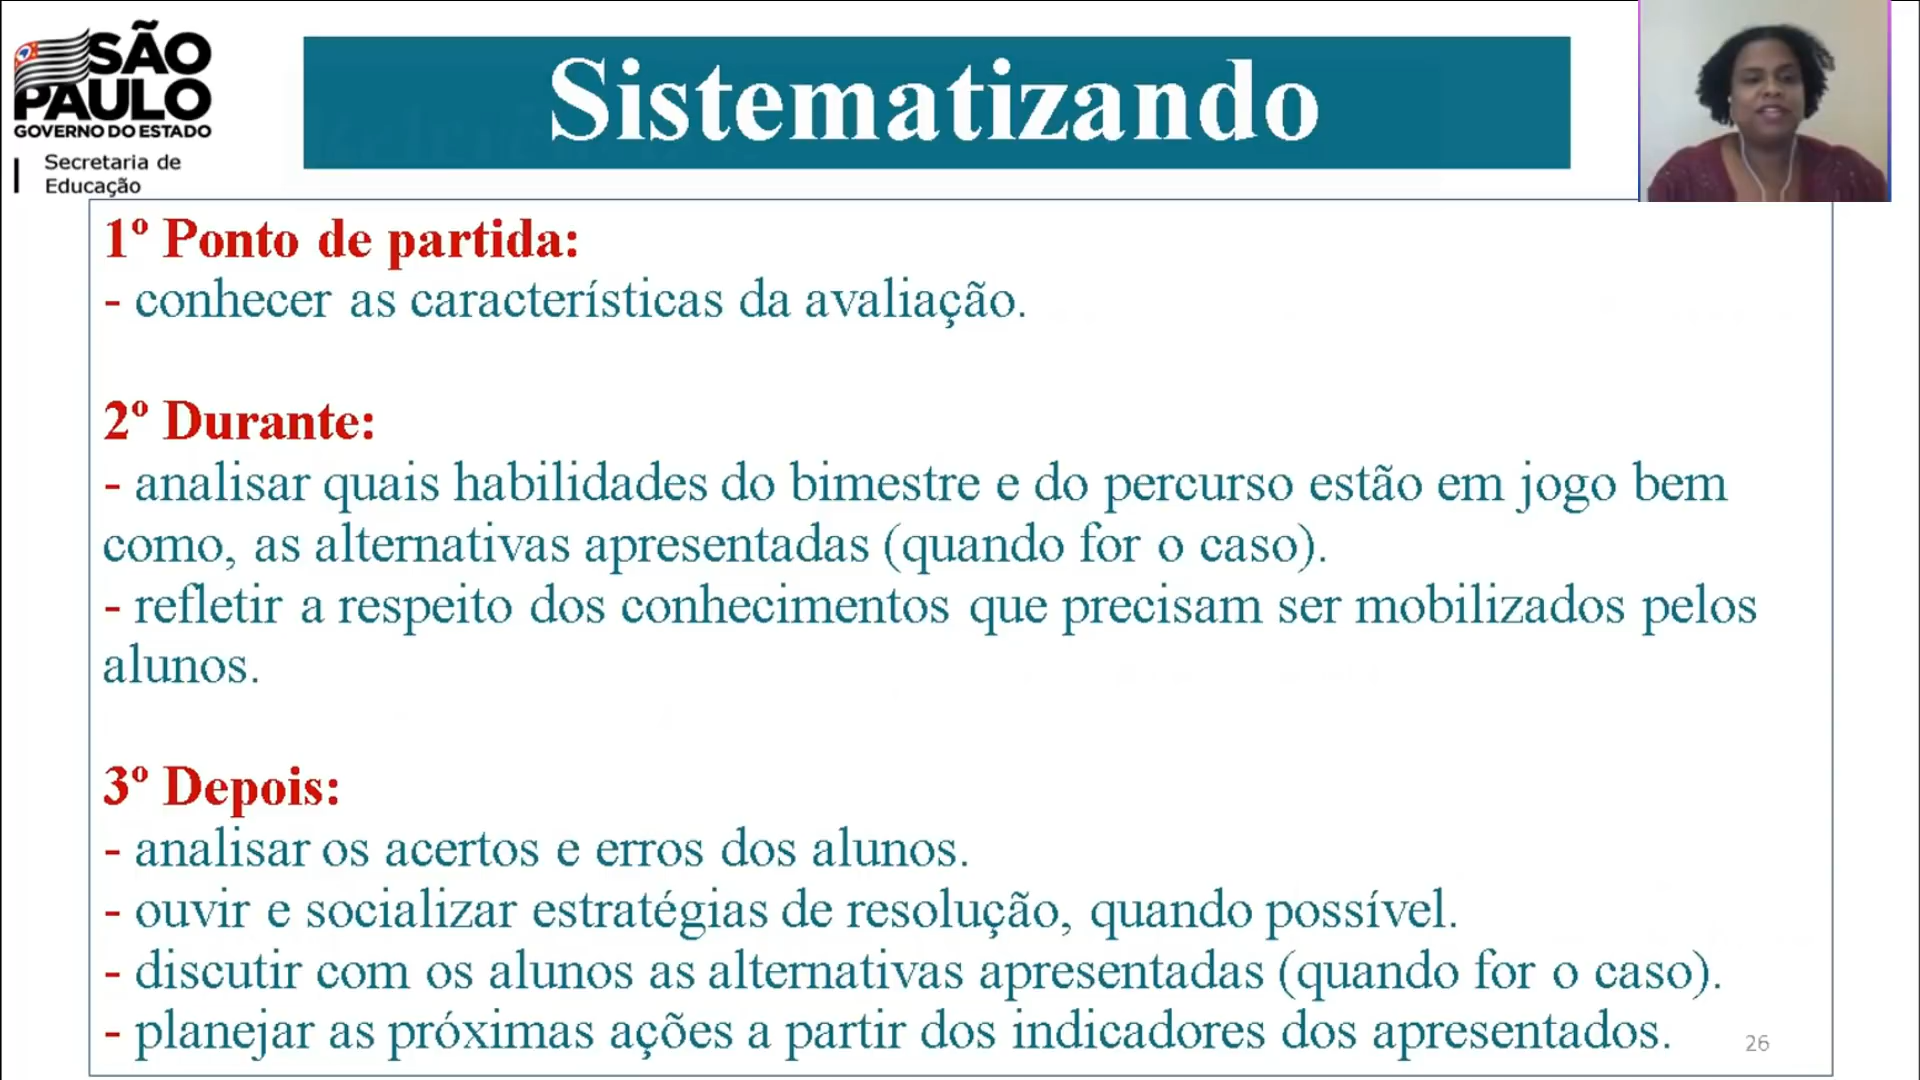 SÃO
PAULO
GOVERNO DO ESTADO
Secretaria de
Educação
Sistematizando
1º Ponto de partida:
- conhecer as características da avaliação.
2º Durante:
- analisar quais habilidades do bimestre e do percurso estão em jogo bem
como, as alternativas apresentadas (quando for o caso).
- refletir a respeito dos conhecimentos que precisam ser mobilizados pelos
alunos.
3º Depois:
- analisar os acertos e erros dos alunos.
- ouvir e socializar estratégias de resolução, quando possível.
- discutir com os alunos as alternativas apresentadas (quando for o caso).
- planejar as próximas ações a partir dos indicadores dos apresentados.
26